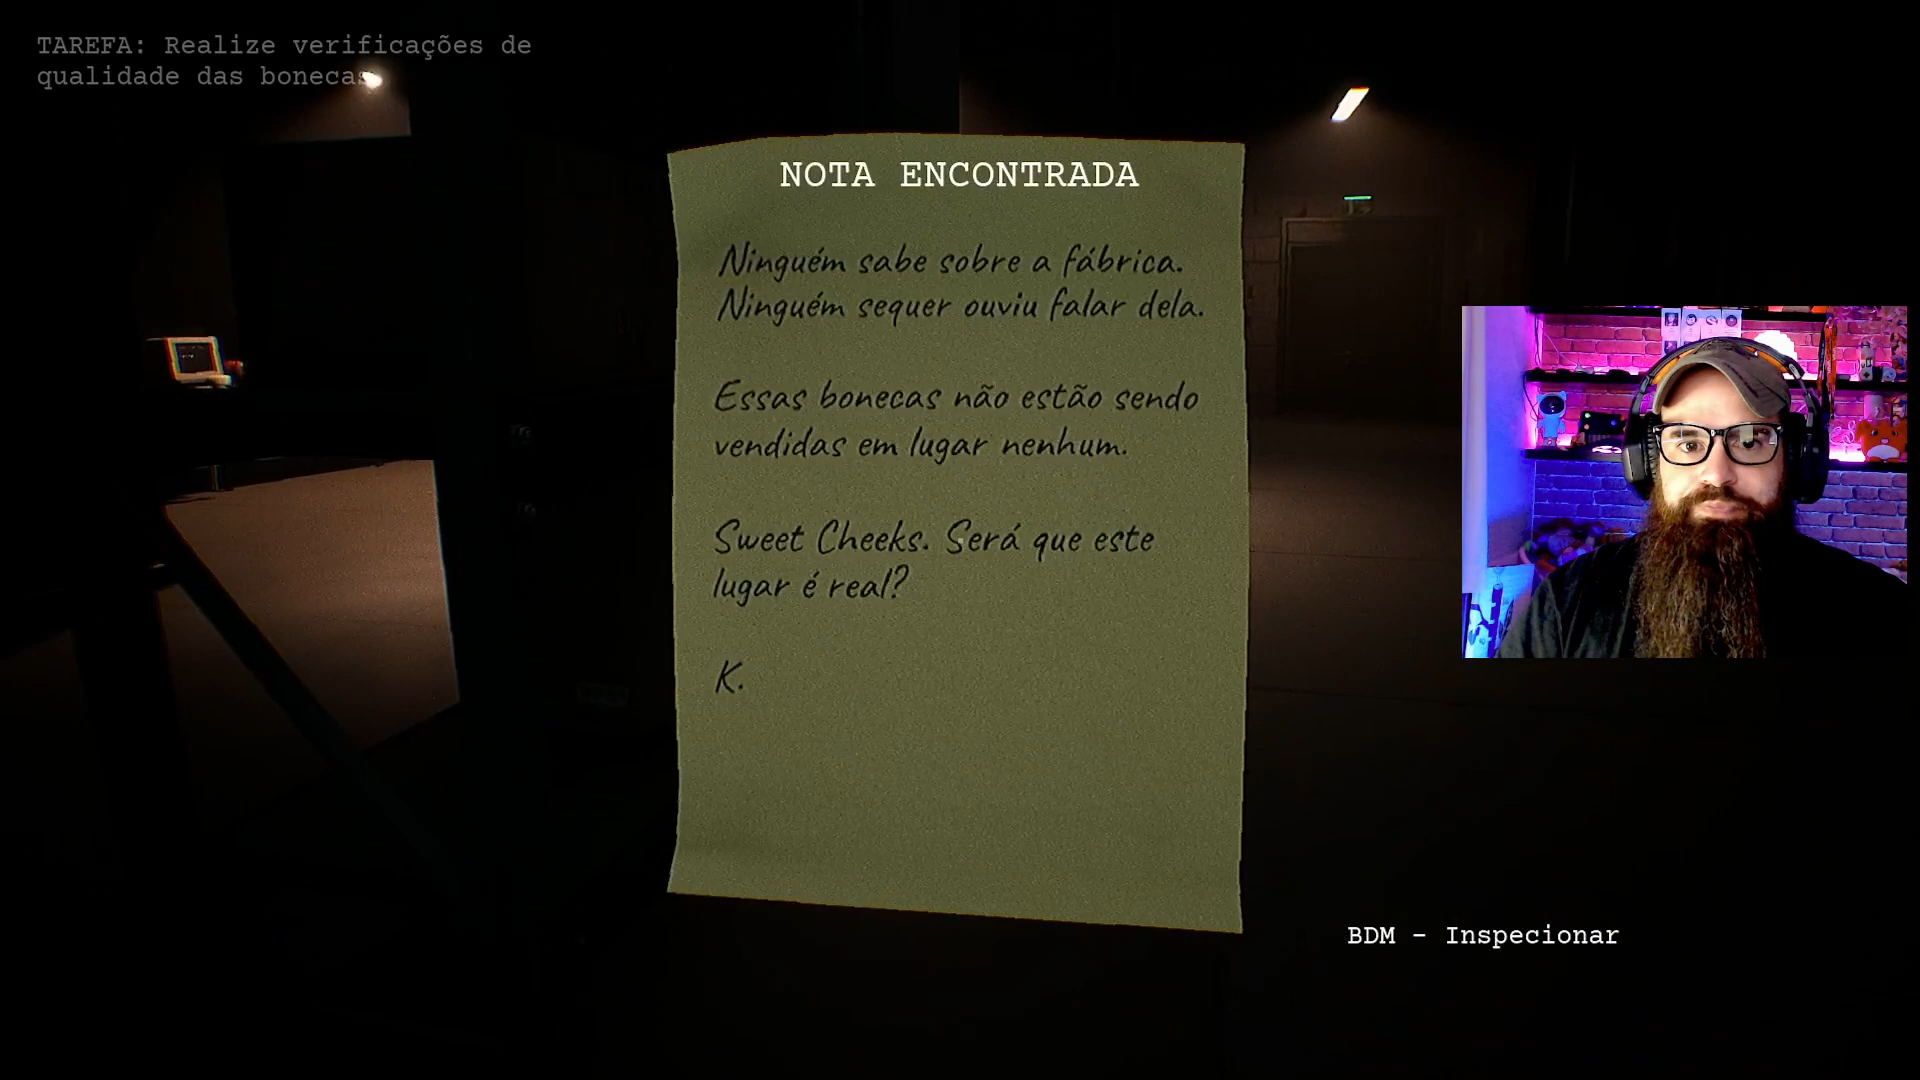 TAREFA: Realize verificações de
qualidade das bonecas
NOTA ENCONTRADA
Ninguém sabe sobre a fábrica.
Ninguém sequer ouviu falar dela.
Essas bonecas não estão sendo
vendidas em lugar nenhum.
Sweet Cheeks. Será que este
lugar é real?
K.
BDM - Inspecionar